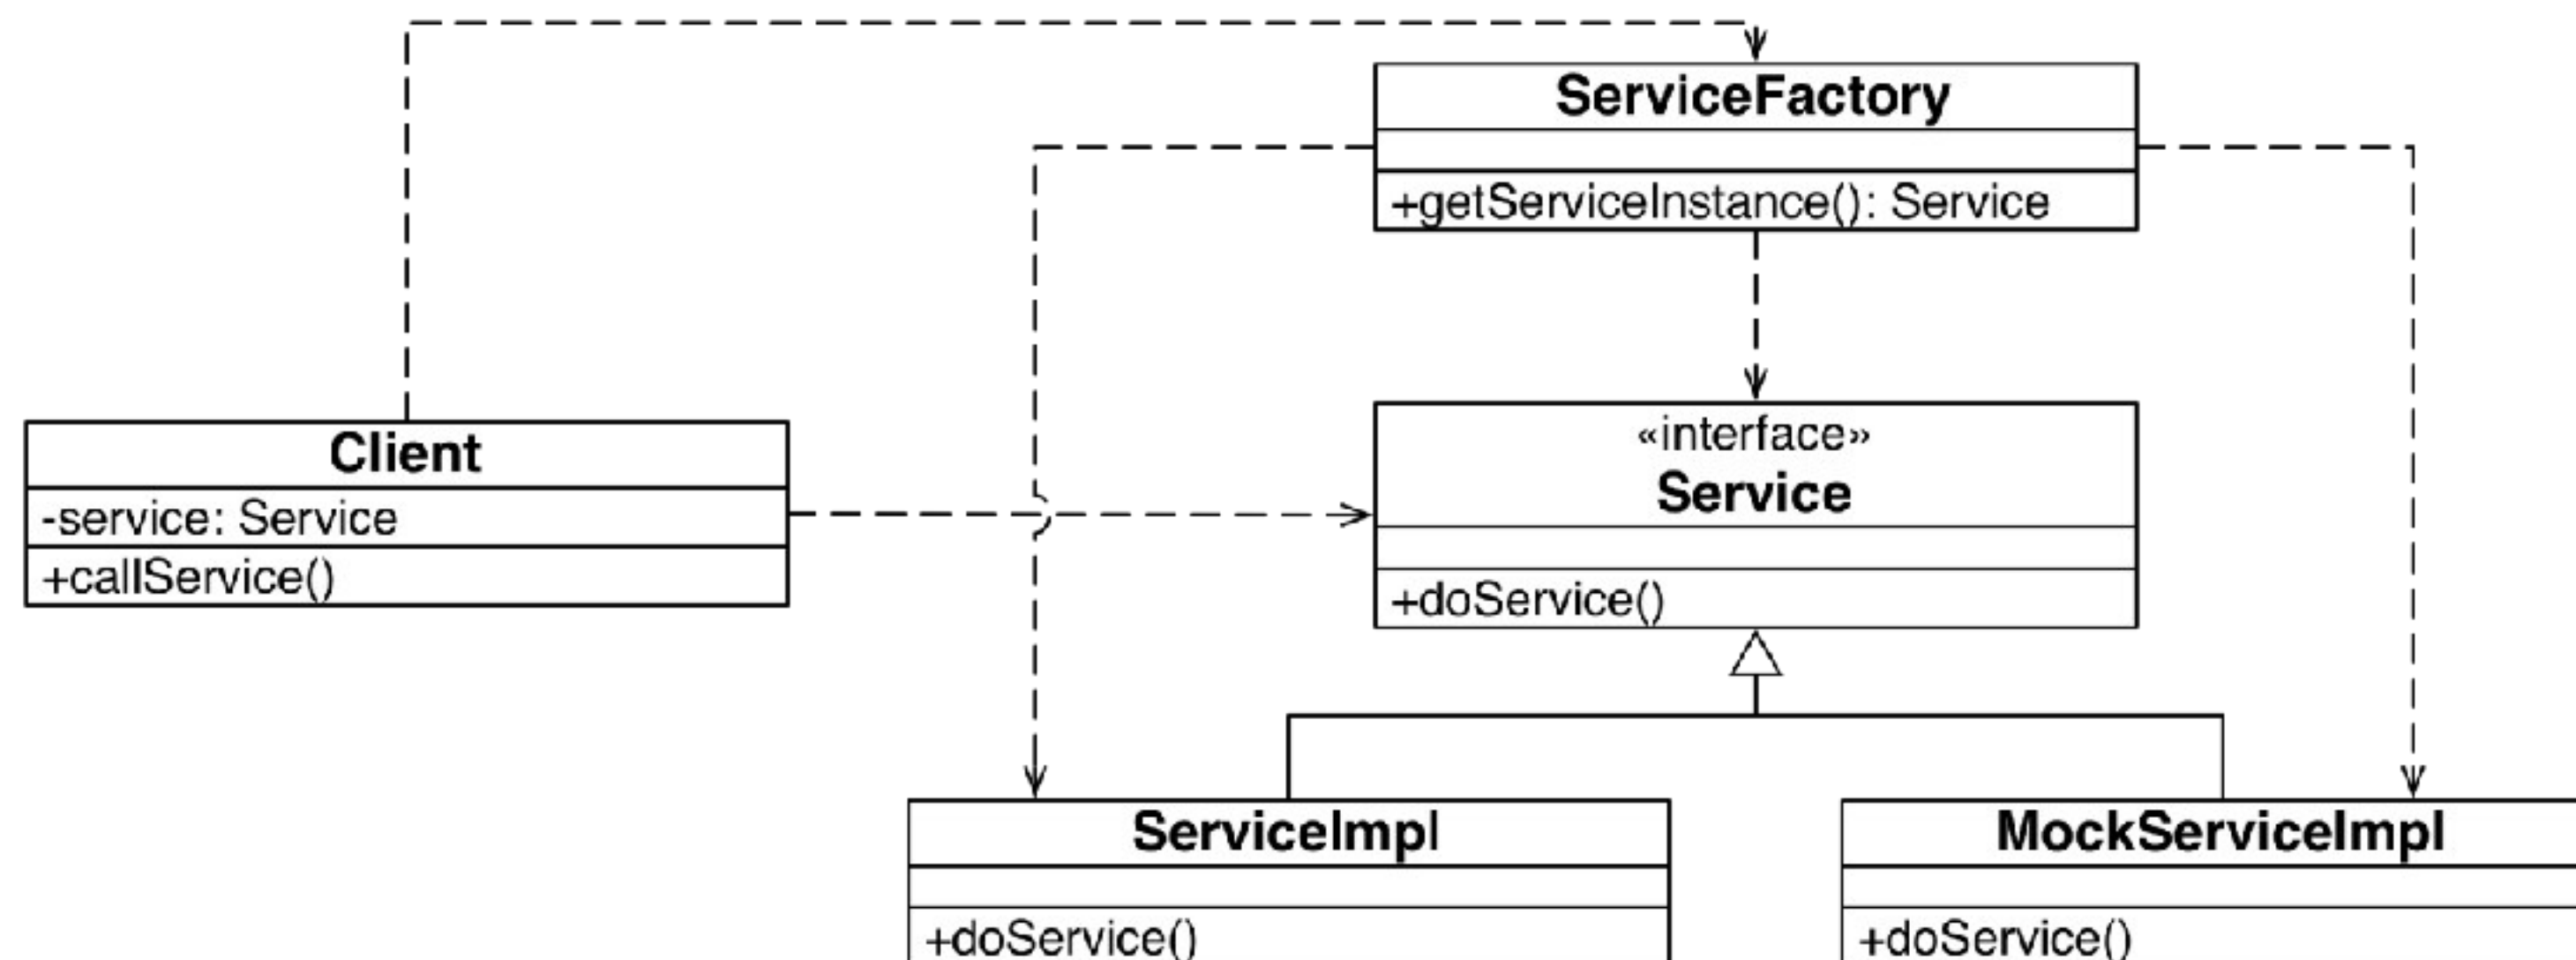 ServiceFactory
+getServiceInstance(): Service
Client
-service: Service
+callService()
«interface»
Service
+doService()
ServiceImpl
+doService()
MockServiceImpl
+doService()